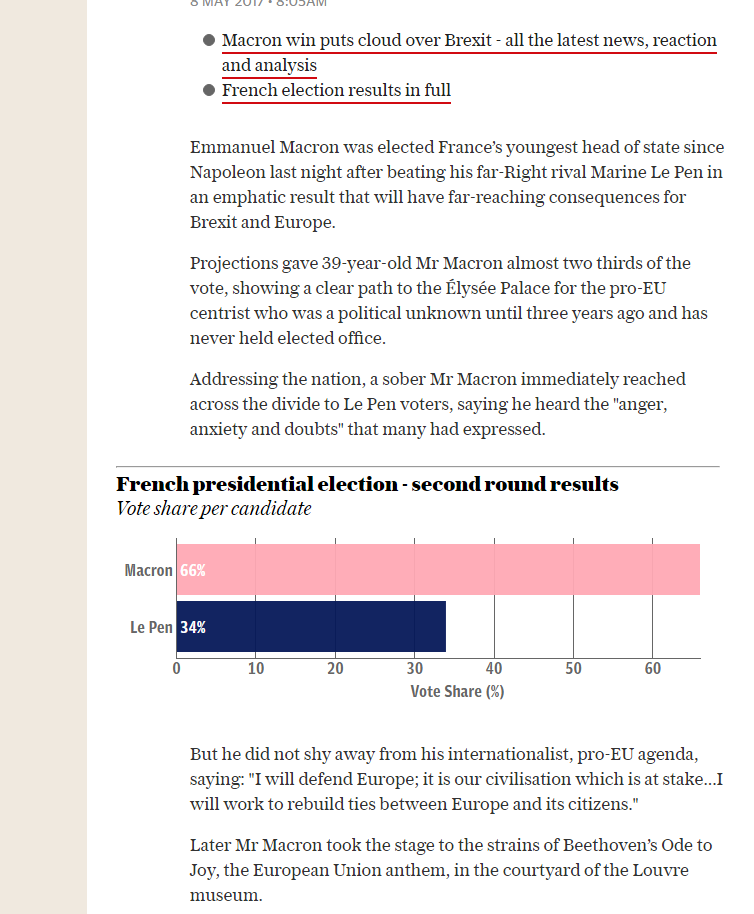 8 MAY 2017 • 8:05AM
Macron win puts cloud over Brexit - all the latest news, reaction
and analysis
French election results in full
Emmanuel Macron was elected France’s youngest head of state since
Napoleon last night after beating his far-Right rival Marine Le Pen in
an emphatic result that will have far-reaching consequences for
Brexit and Europe.
Projections gave 39-year-old Mr Macron almost two thirds of the
vote, showing a clear path to the Élysée Palace for the pro-EU
centrist who was a political unknown until three years ago and has
never held elected office.
Addressing the nation, a sober Mr Macron immediately reached
across the divide to Le Pen voters, saying he heard the "anger,
anxiety and doubts" that many had expressed.
French presidential election - second round results
Vote share per candidate
Macron 66%
Le Pen 34%
0 10 20 30 40 50 60
Vote Share (%)
But he did not shy away from his internationalist, pro-EU agenda,
saying: "I will defend Europe; it is our civilisation which is at stake...I
will work to rebuild ties between Europe and its citizens."
Later Mr Macron took the stage to the strains of Beethoven’s Ode to
Joy, the European Union anthem, in the courtyard of the Louvre
museum.